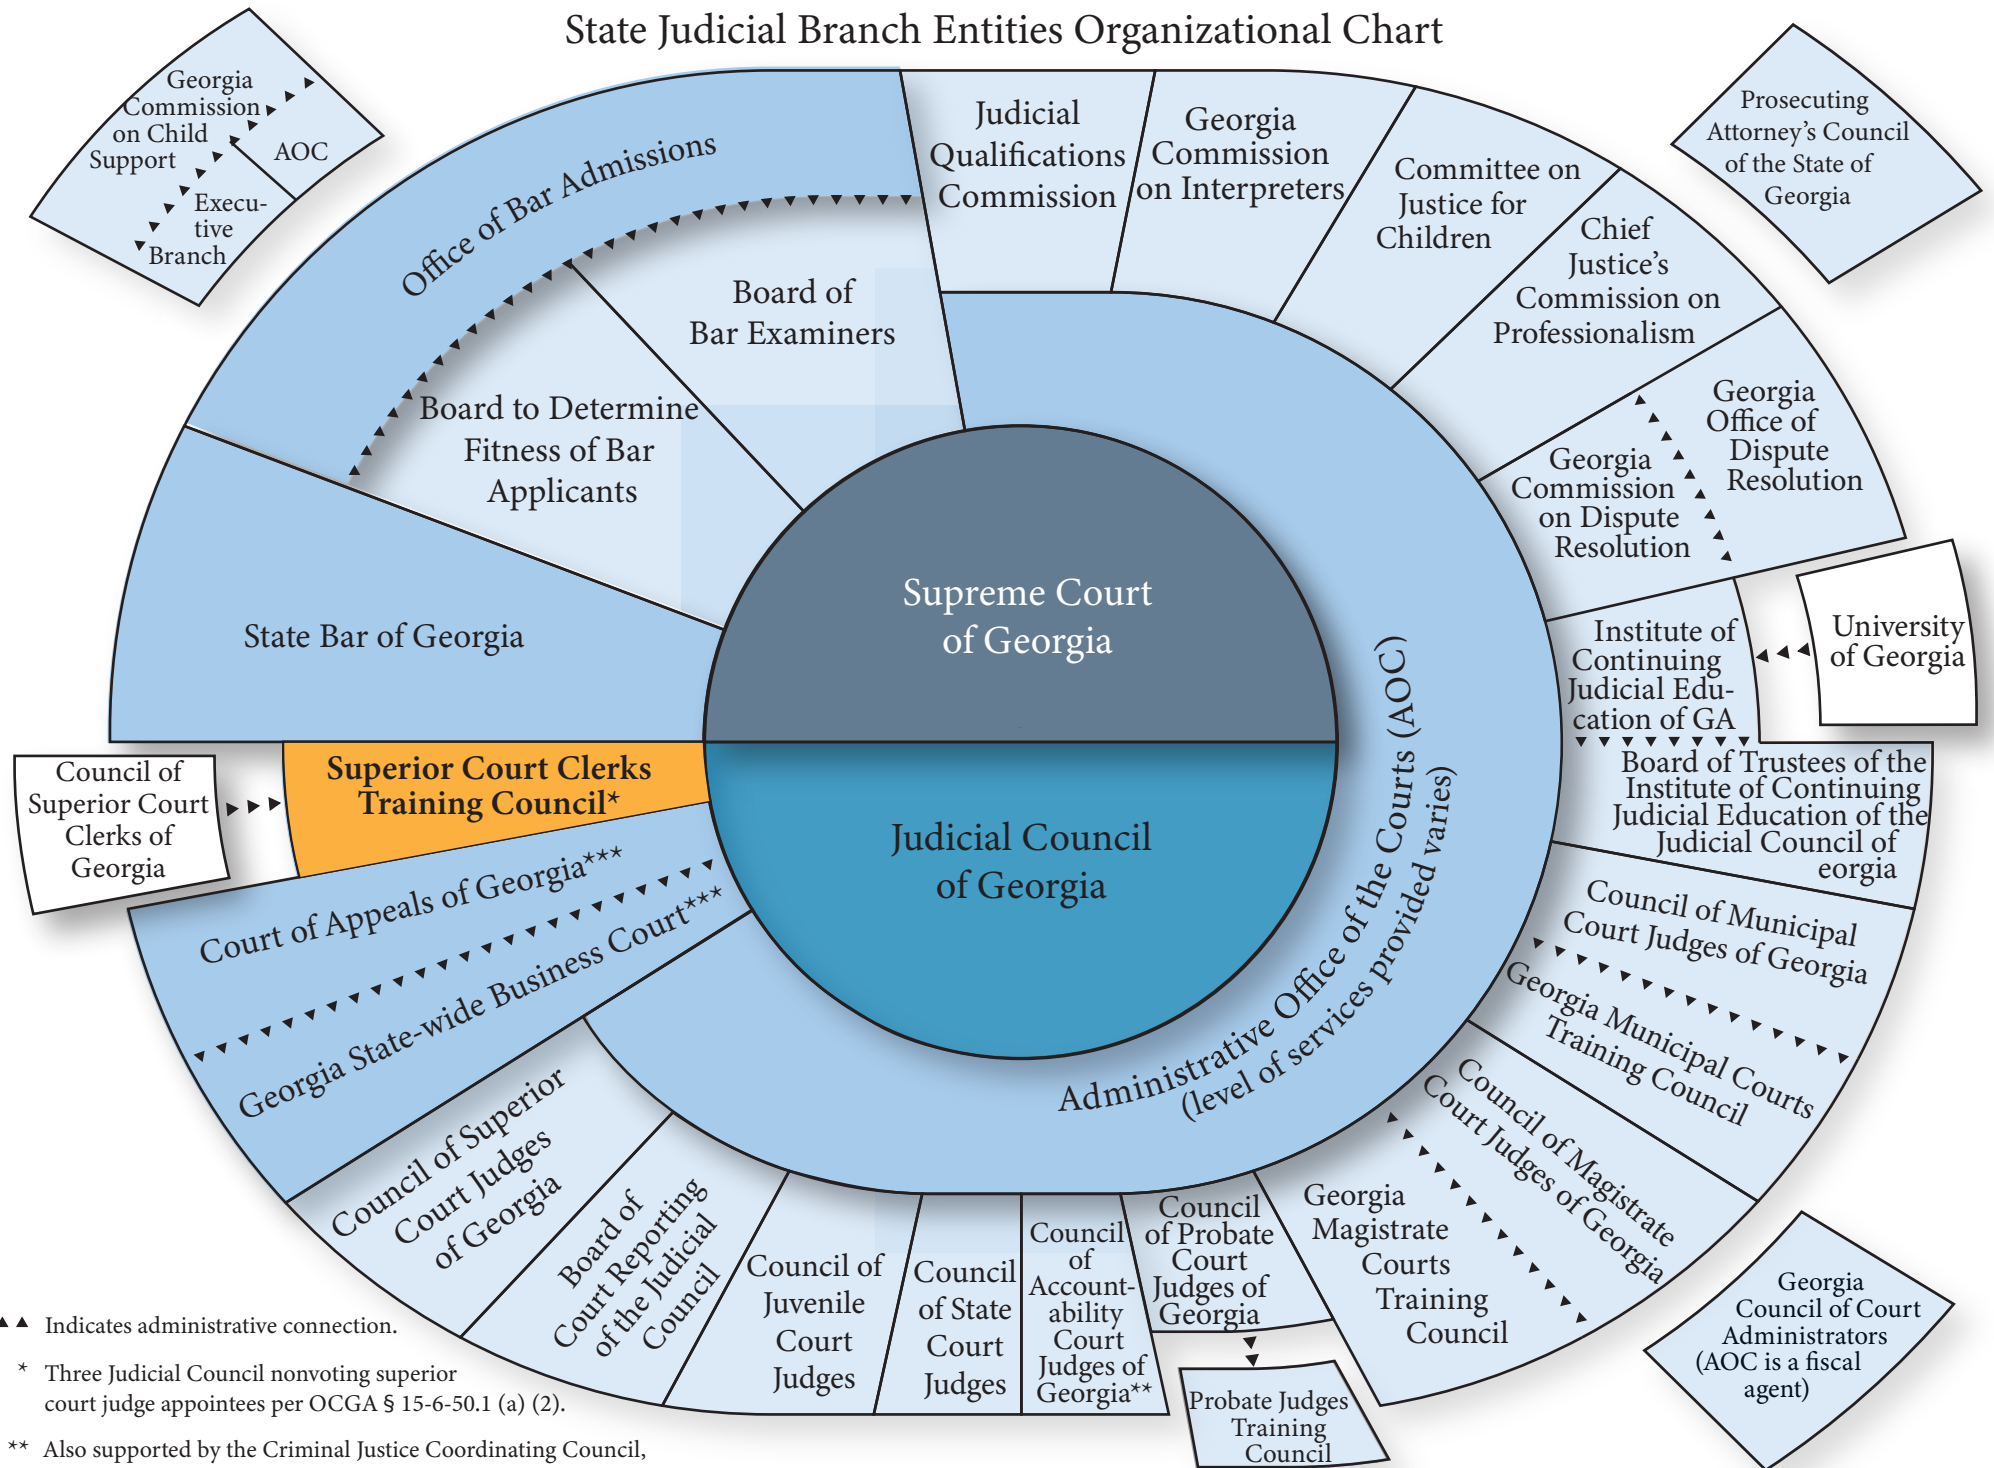 State Judicial Branch Entities Organizational Chart
Georgia
Commission
on Child
Support
AOC
Execu-
tive
Branch
Prosecuting
Attorney’s Council
of the State of
Georgia
Office of Bar Admissions
Board of
Bar Examiners
Board to Determine
Fitness of Bar
Applicants
State Bar of Georgia
Judicial
Qualifications
Commission
Georgia
Commission
on Interpreters
Committee on
Justice for
Children
Chief
Justice’s
Commission on
Professionalism
Georgia
Office of
Dispute
Resolution
Georgia
Commission
on Dispute
Resolution
Supreme Court
of Georgia
Judicial Council
of Georgia
Administrative Office of the Courts (AOC)
(level of services provided varies)
Institute of
Continuing
Judicial Edu-
cation of GA
University
of Georgia
Board of Trustees of the
Institute of Continuing
Judicial Education of the
Judicial Council of
eorgia
Council of
Superior Court
Clerks of
Georgia
Superior Court Clerks
Training Council*
Court of Appeals of Georgia***
Georgia State-wide Business Court***
Council of Municipal
Court Judges of Georgia
Georgia Municipal Courts
Training Council
Council of Magistrate
Court Judges of Georgia
Georgia
Magistrate
Courts
Training
Council
Council of Superior
Court Judges
of Georgia
Board of
Court Reporting
of the Judicial
Council
Council of
Juvenile
Court
Judges
Council
of State
Court
Judges
Council
of
Account-
ability
Court
Judges of
Georgia**
Council
of Probate
Court
Judges of
Georgia
Probate Judges
Training
Council
Georgia
Council of Court
Administrators
(AOC is a fiscal
agent)
Indicates administrative connection.
* Three Judicial Council nonvoting superior
court judge appointees per OCGA § 15-6-50.1 (a) (2).
** Also supported by the Criminal Justice Coordinating Council,